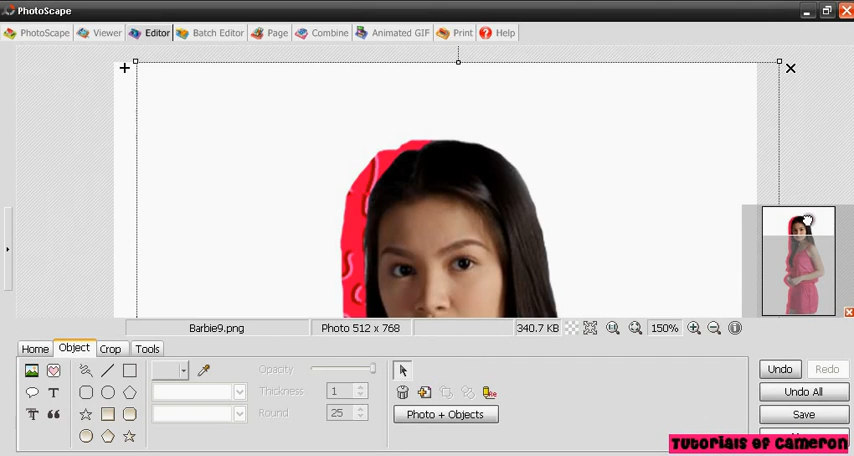 PhotoScape
PhotoScape Viewer Editor Batch Editor Page Combine Animated GIF Print Help
Barbie9.png Photo 512 x 768 340.7 KB 150%
Home Object Crop Tools
Opacity
Thickness 1
Round 25
Photo + Objects
Undo Redo
Undo All
Save
Tutorials of Cameron